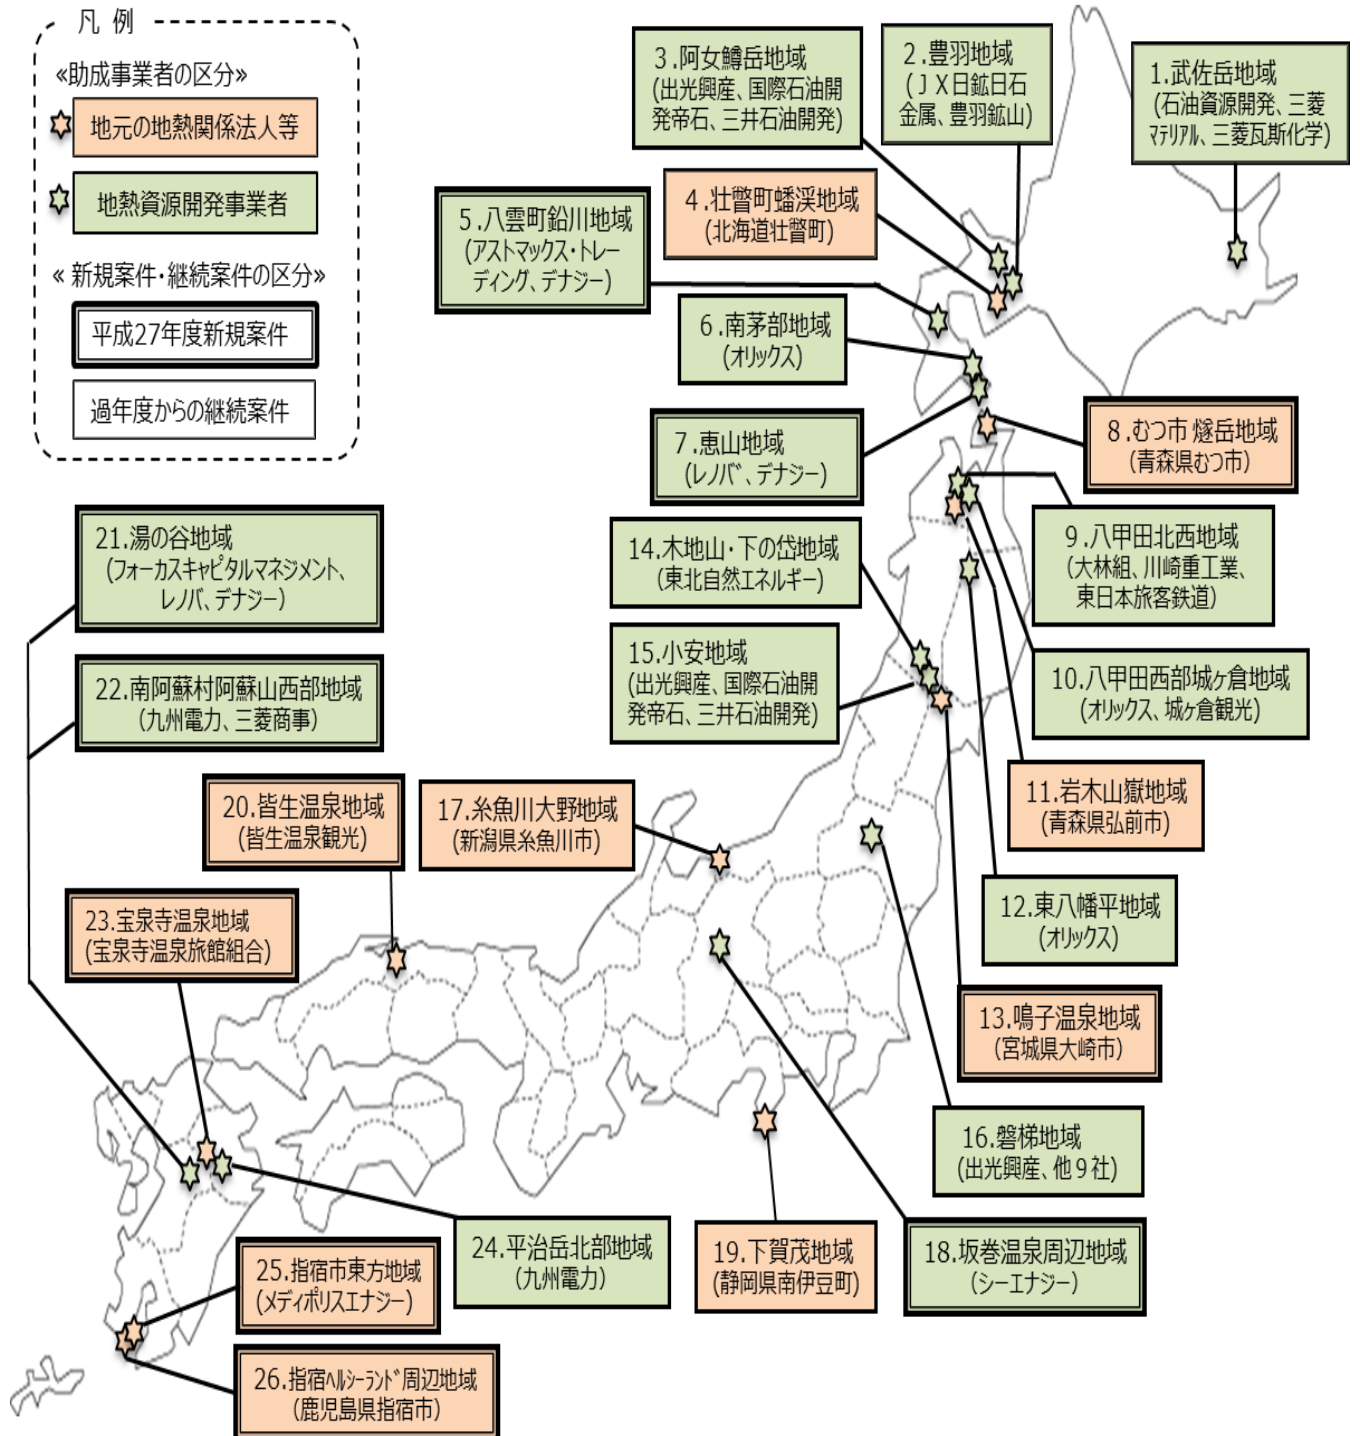 凡 例
≪助成事業者の区分≫
地元の地熱関係法人等
地熱資源開発事業者
≪ 新規案件・継続案件の区分≫
平成27年度新規案件
過年度からの継続案件
3.阿女鱒岳地域
(出光興産、国際石油開
発帝石、三井石油開発)
2.豊羽地域
(ＪＸ日鉱日石
金属、豊羽鉱山)
1.武佐岳地域
(石油資源開発、三菱
ﾏﾃﾘｱﾙ、三菱瓦斯化学)
4.壮瞥町蟠渓地域
(北海道壮瞥町)
5.八雲町鉛川地域
(アストマックス・トレー
ディング、デナジー)
6.南茅部地域
(オリックス)
7.恵山地域
(レノバ、デナジー)
8.むつ市 燧岳地域
(青森県むつ市)
9.八甲田北西地域
(大林組、川崎重工業、
東日本旅客鉄道)
10.八甲田西部城ヶ倉地域
(オリックス、城ヶ倉観光)
11.岩木山嶽地域
(青森県弘前市)
12.東八幡平地域
(オリックス)
13.鳴子温泉地域
(宮城県大崎市)
14.木地山・下の岱地域
(東北自然エネルギー)
15.小安地域
(出光興産、国際石油開
発帝石、三井石油開発)
16.磐梯地域
(出光興産、他９社)
17.糸魚川大野地域
(新潟県糸魚川市)
18.坂巻温泉周辺地域
(シーエナジー)
19.下賀茂地域
(静岡県南伊豆町)
20.皆生温泉地域
(皆生温泉観光)
21.湯の谷地域
(フォーカスキャピタルマネジメント、
レノバ、デナジー)
22.南阿蘇村阿蘇山西部地域
(九州電力、三菱商事)
23.宝泉寺温泉地域
(宝泉寺温泉旅館組合)
24.平治岳北部地域
(九州電力)
25.指宿市東方地域
(メディポリスエナジー)
26.指宿ﾍﾙｼｰﾗﾝﾄﾞ周辺地域
(鹿児島県指宿市)